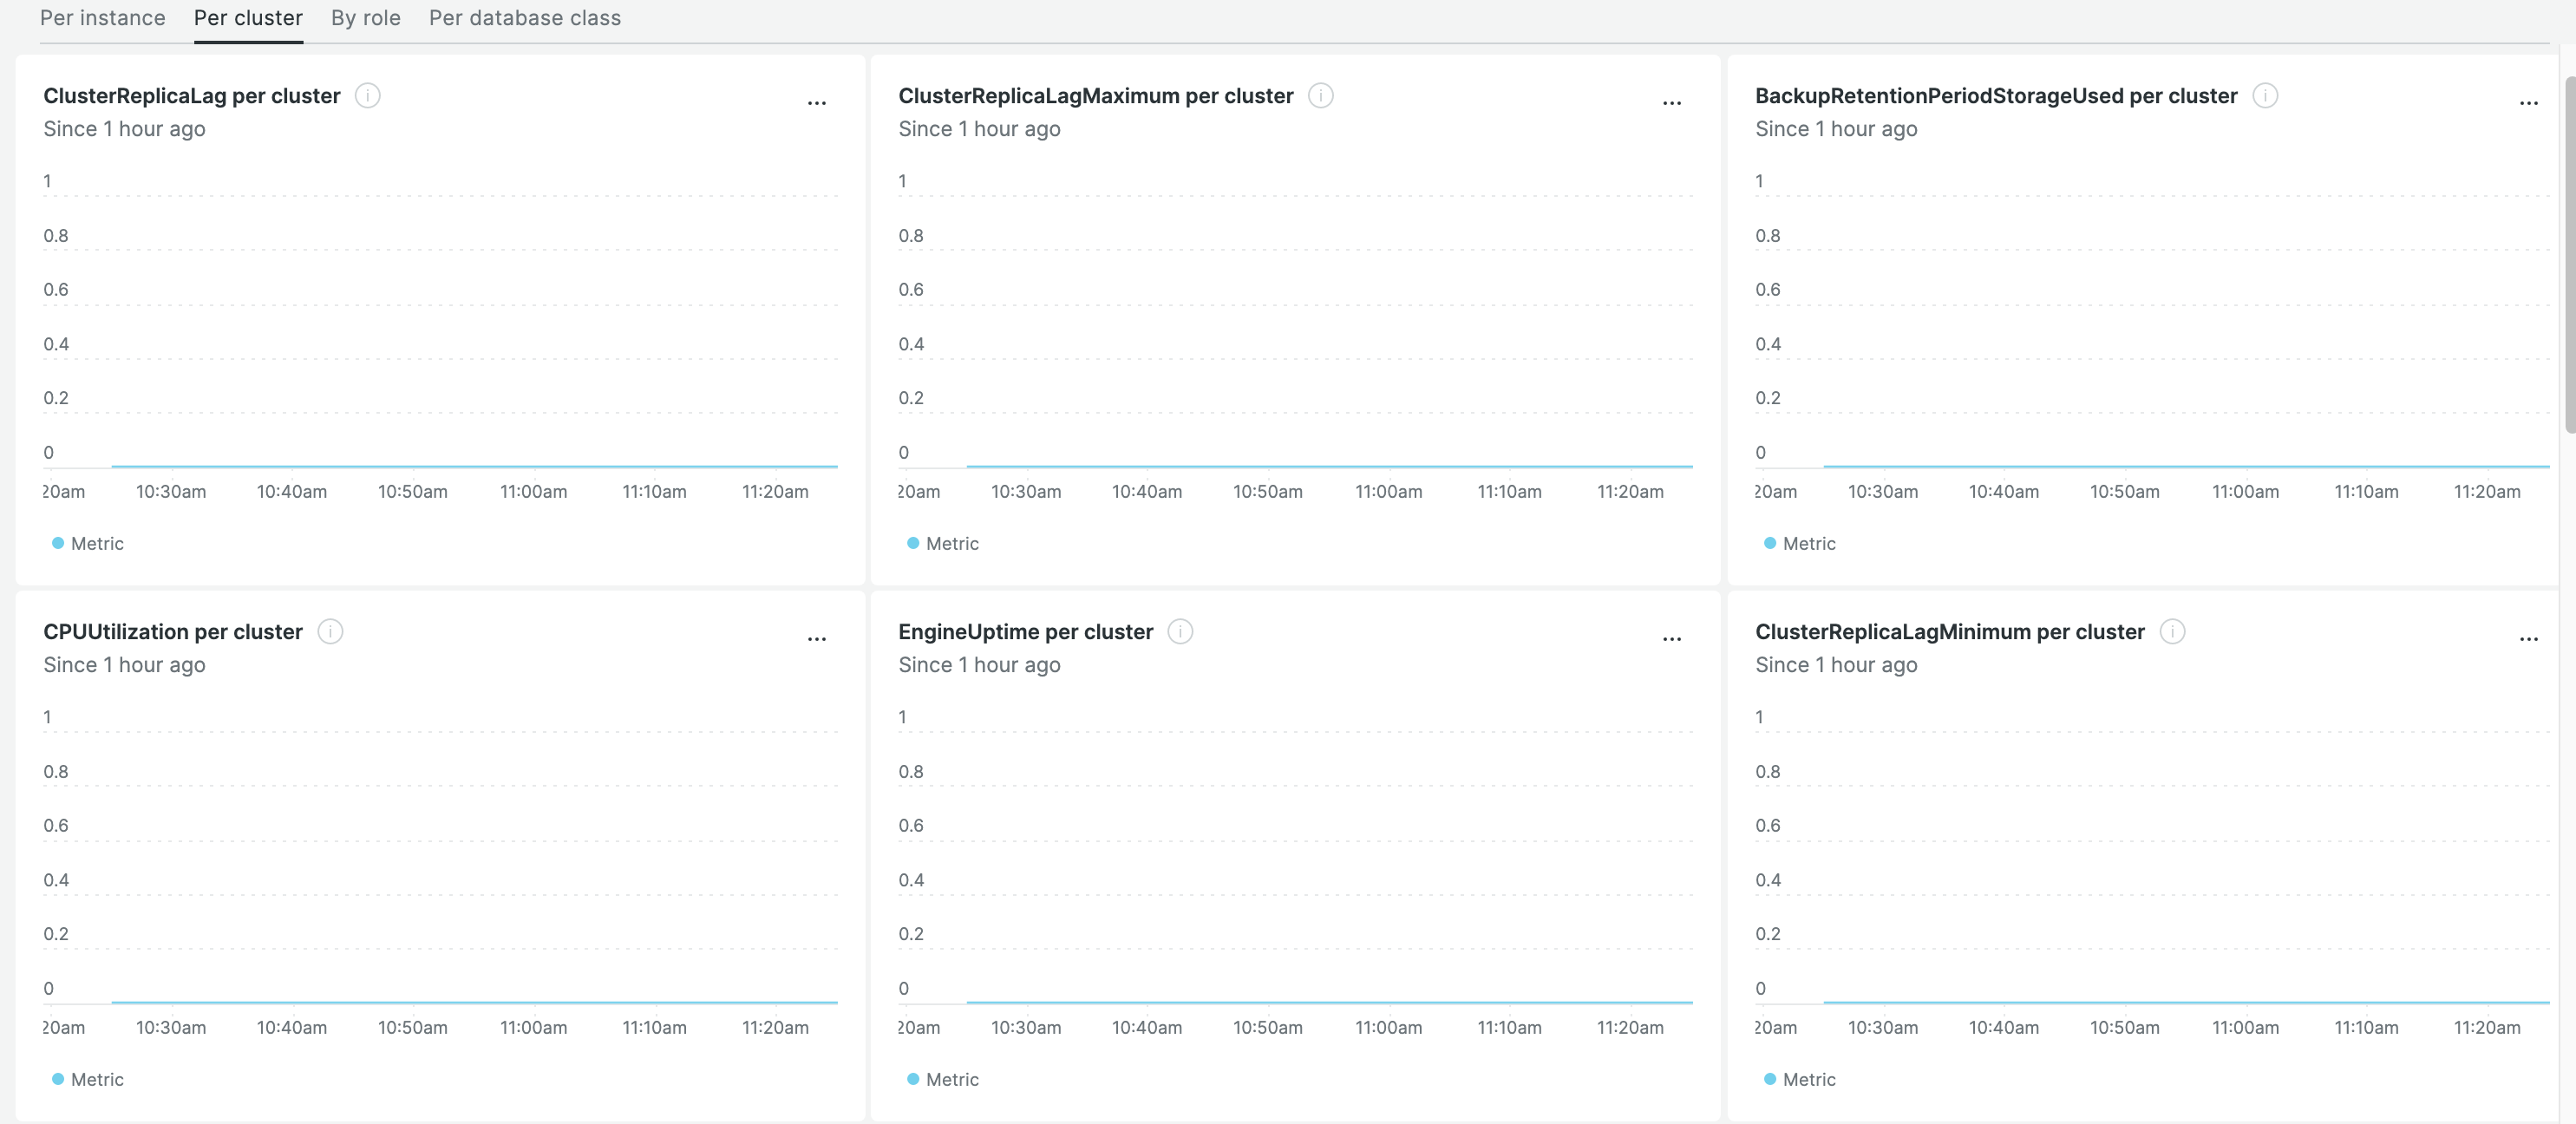 Per instance Per cluster By role Per database class
ClusterReplicaLag per cluster
Since 1 hour ago
1
0.8
0.6
0.4
0.2
0
20am 10:30am 10:40am 10:50am 11:00am 11:10am 11:20am
Metric
ClusterReplicaLagMaximum per cluster
Since 1 hour ago
1
0.8
0.6
0.4
0.2
0
20am 10:30am 10:40am 10:50am 11:00am 11:10am 11:20am
Metric
BackupRetentionPeriodStorageUsed per cluster
Since 1 hour ago
1
0.8
0.6
0.4
0.2
0
20am 10:30am 10:40am 10:50am 11:00am 11:10am 11:20am
Metric
CPUUtilization per cluster
Since 1 hour ago
1
0.8
0.6
0.4
0.2
0
20am 10:30am 10:40am 10:50am 11:00am 11:10am 11:20am
Metric
EngineUptime per cluster
Since 1 hour ago
1
0.8
0.6
0.4
0.2
0
20am 10:30am 10:40am 10:50am 11:00am 11:10am 11:20am
Metric
ClusterReplicaLagMinimum per cluster
Since 1 hour ago
1
0.8
0.6
0.4
0.2
0
20am 10:30am 10:40am 10:50am 11:00am 11:10am 11:20am
Metric